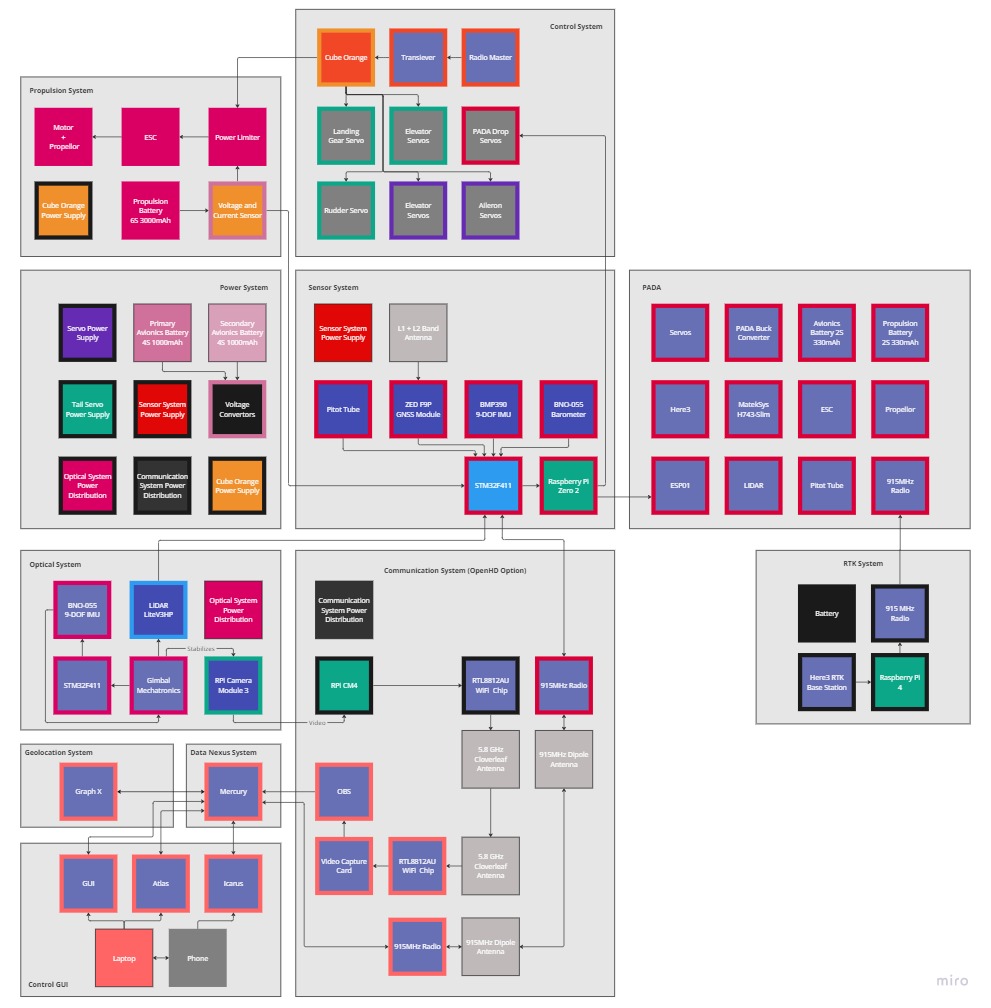 Control System
Cube Orange
Transiever
Radio Master
Landing
Gear Servo
Elevator
Servos
PADA Drop
Servos
Rudder Servo
Elevator
Servos
Aileron
Servos
Propulsion System
Motor
+
Propellor
ESC
Power Limiter
Cube Orange
Power Supply
Propulsion
Battery
6S 3000mAh
Voltage and
Current Sensor
Power System
Servo Power
Supply
Primary
Avionics Battery
4S 1000mAh
Secondary
Avionics Battery
4S 1000mAh
Tail Servo
Power Supply
Sensor System
Power Supply
Voltage
Convertors
Optical System
Power
Distribution
Communication
System Power
Distribution
Cube Orange
Power Supply
Sensor System
Sensor System
Power Supply
L1 + L2 Band
Antenna
Pitot Tube
ZED F9P
GNSS Module
BMP390
9-DOF IMU
BNO-055
Barometer
STM32F411
Raspberry Pi
Zero 2
PADA
Servos
PADA Buck
Converter
Avionics
Battery 2S
330mAh
Propulsion
Battery
2S 330mAh
Here3
MatekSys
H743-Slim
ESC
Propellor
ESP01
LIDAR
Pitot Tube
915MHz
Radio
Optical System
BNO-055
9-DOF IMU
LIDAR
LiteV3HP
Optical System
Power
Distribution
Stabilizes
STM32F411
Gimbal
Mechatronics
RPI Camera
Module 3
Video
Communication System (OpenHD Option)
Communication
System Power
Distribution
RPI CM4
RTL8812AU
WIFI Chip
915MHz Radio
5.8 GHz
Cloverleaf
Antenna
915MHz Dipole
Antenna
OBS
Video Capture
Card
RTL8812AU
WIFI Chip
5.8 GHz
Cloverleaf
Antenna
915MHz Radio
915MHz Dipole
Antenna
RTK System
Battery
915 MHz
Radio
Here3 RTK
Base Station
Raspberry Pi
4
Geolocation System
Graph X
Data Nexus System
Mercury
GUI
Atlas
Icarus
Laptop
Phone
Control GUI
miro